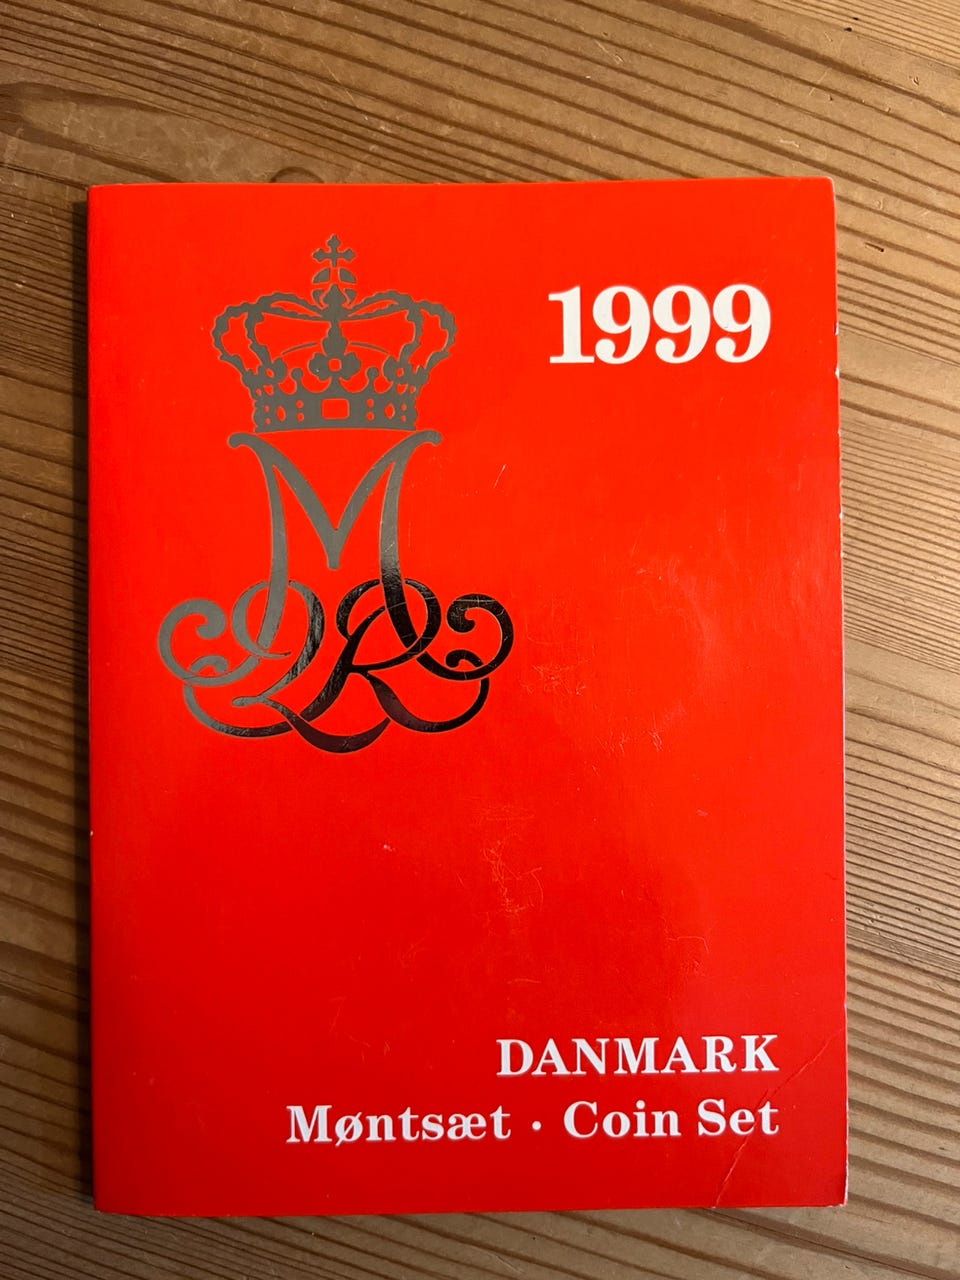 1999
DANMARK
Møntsæt · Coin Set